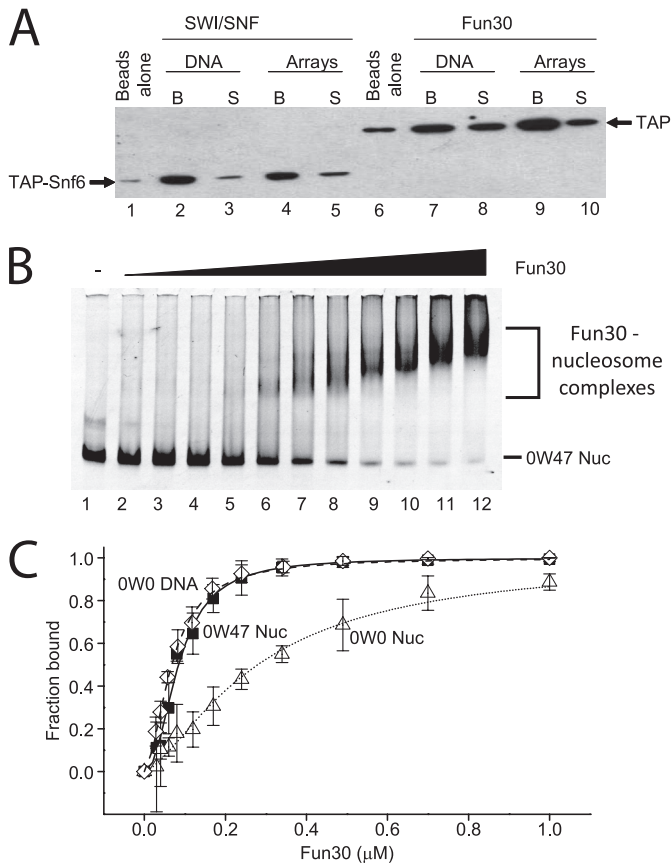 A
SWI/SNF
Fun30
Beads alone
DNA
Arrays
Beads alone
DNA
Arrays
B S B S B S B S
TAP
TAP-Snf6
1 2 3 4 5 6 7 8 9 10
B
-
Fun30
Fun30 -
nucleosome
complexes
0W47 Nuc
1 2 3 4 5 6 7 8 9 10 11 12
C
1.0
0W0 DNA
0.8
0W47 Nuc
0W0 Nuc
0.6
0.4
0.2
0.0
Fraction bound
0.0 0.2 0.4 0.6 0.8 1.0
Fun30 (μM)